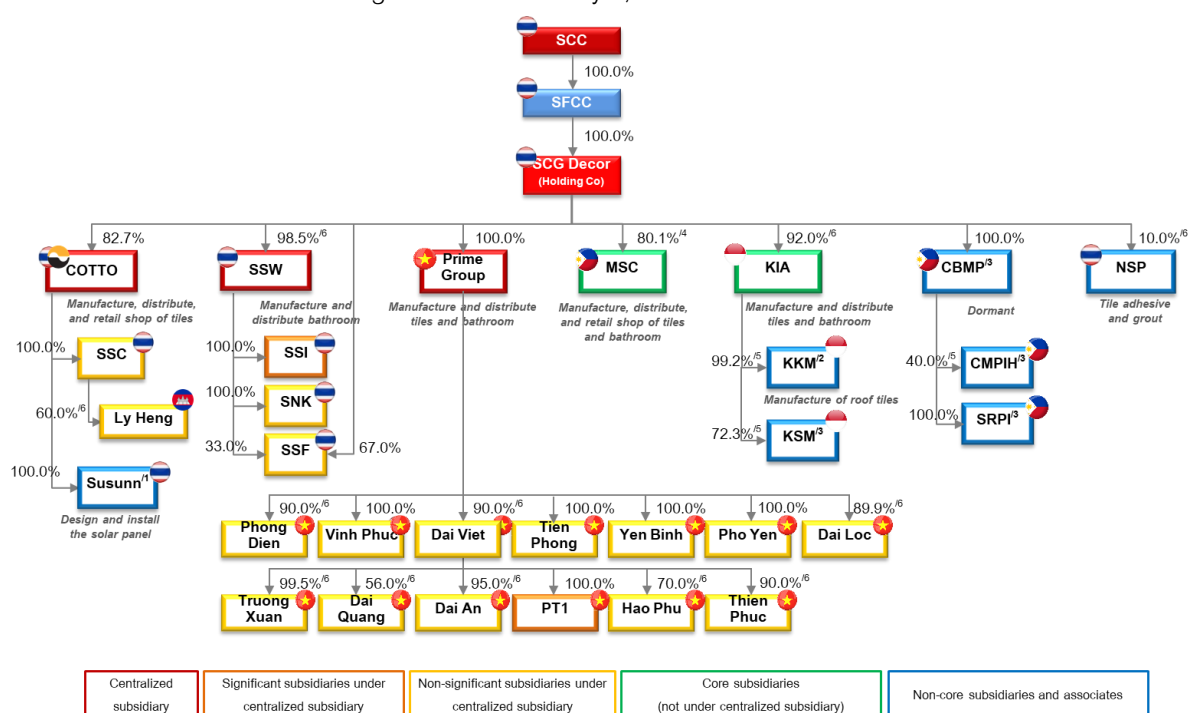 SCC
100.0%
SFCC
100.0%
SCG Decor
(Holding Co)
82.7%
98.5%/6
100.0%
80.1%/4
92.0%/6
100.0%
10.0%/6
COTTO
SSW
Prime
Group
MSC
KIA
CBMP/3
NSP
Manufacture, distribute,
and retail shop of tiles
Manufacture and
distribute bathroom
Manufacture and distribute
tiles and bathroom
Manufacture, distribute,
and retail shop of tiles
and bathroom
Manufacture and distribute
tiles and bathroom
Dormant
Tile adhesive
and grout
100.0%
SSC
60.0%/6
Ly Heng
100.0%
Susunn/1
Design and install
the solar panel
100.0%
SSI
100.0%
SNK
33.0%
SSF
67.0%
99.2%/5
KKM/2
Manufacture of roof tiles
72.3%/5
KSM/3
40.0%/5
CMPIH/3
100.0%
SRPI/3
90.0%/6
100.0%
90.0%/6
100.0%
100.0%
100.0%
89.9%/6
Phong
Dien
Vinh Phuc
Dai Viet
Tien
Phong
Yen Binh
Pho Yen
Dai Loc
99.5%/6
56.0%/6
95.0%/6
100.0%
70.0%/6
90.0%/6
Truong
Xuan
Dai
Quang
Dai An
PT1
Hao Phu
Thien
Phuc
Centralized
subsidiary
Significant subsidiaries under
centralized subsidiary
Non-significant subsidiaries under
centralized subsidiary
Core subsidiaries
(not under centralized subsidiary)
Non-core subsidiaries and associates